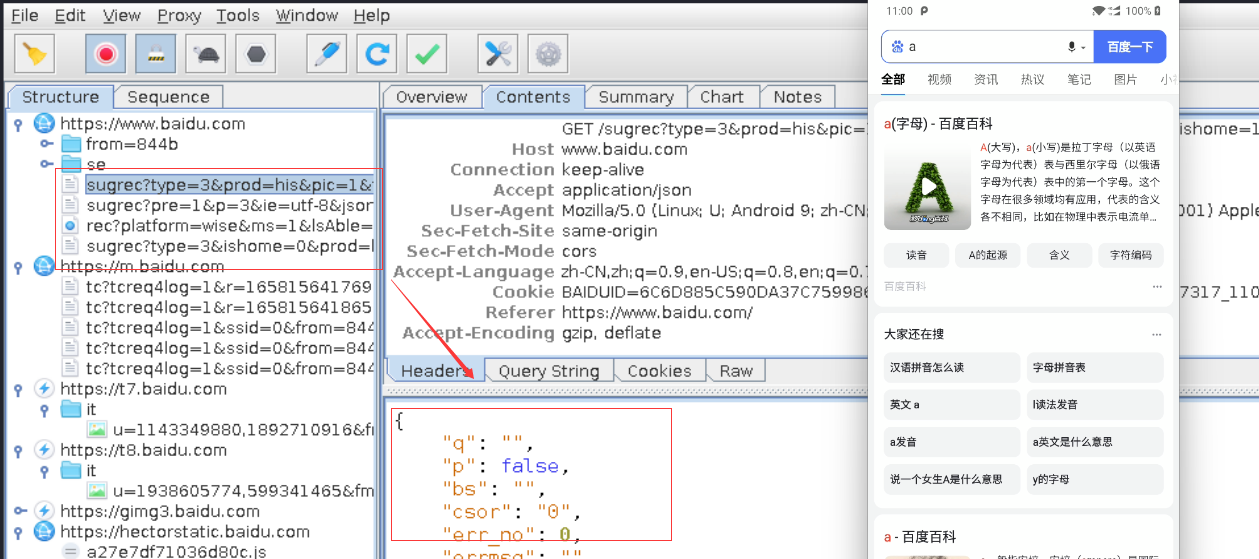 File Edit View Proxy Tools Window Help
Structure Sequence
https://www.baidu.com
from=844b
se
sugrec?type=3&prod=his&pic=1&
sugrec?pre=1&p=3&ie=utf-8&json
rec?platform=wise&ms=1&lsAble=
sugrec?type=3&ishome=0&prod=
https://m.baidu.com
tc?tcreq4log=1&r=165815641769
tc?tcreq4log=1&r=165815641865
tc?tcreq4log=1&ssid=0&from=844
tc?tcreq4log=1&ssid=0&from=844
tc?tcreq4log=1&ssid=0&from=844
https://t7.baidu.com
it
u=1143349880,1892710916&fm
https://t8.baidu.com
it
u=1938605774,599341465&fm
https://gimg3.baidu.com
https://hectorstatic.baidu.com
a27e7df71036d80c.js
Overview Contents Summary Chart Notes
GET /sugrec?type=3&prod=his&pic= ishome=1
Host www.baidu.com
Connection keep-alive
Accept application/json
User-Agent Mozilla/5.0 (Linux; U; Android 9; zh-CN; 001) Apple
Sec-Fetch-Site same-origin
Sec-Fetch-Mode cors
Accept-Language zh-CN,zh;q=0.9,en-US;q=0.8,en;q=0.7
Cookie BAIDUID=6C6D885C590DA37C759986 7317_110
Referer https://www.baidu.com/
Accept-Encoding gzip, deflate
Headers Query String Cookies Raw
{
"q": "",
"p": false,
"bs": "",
"csor": "0",
"err_no": 0,
"errmsg": ""
11:00 100%
a 百度一下
全部 视频 资讯 热议 笔记 图片 小
a(字母) - 百度百科
A(大写)，a(小写)是拉丁字母（以英语
字母为代表）表与西里尔字母（以俄语
字母为代表）表中的第一个字母。这个
字母在很多领域均有应用，代表的含义
各不相同，比如在物理中表示电流单...
读音 A的起源 含义 字符编码
百度百科
大家还在搜
汉语拼音怎么读 字母拼音表
英文 a l读法发音
a发音 a英文是什么意思
说一个女生A是什么意思 y的字母
a - 百度百科